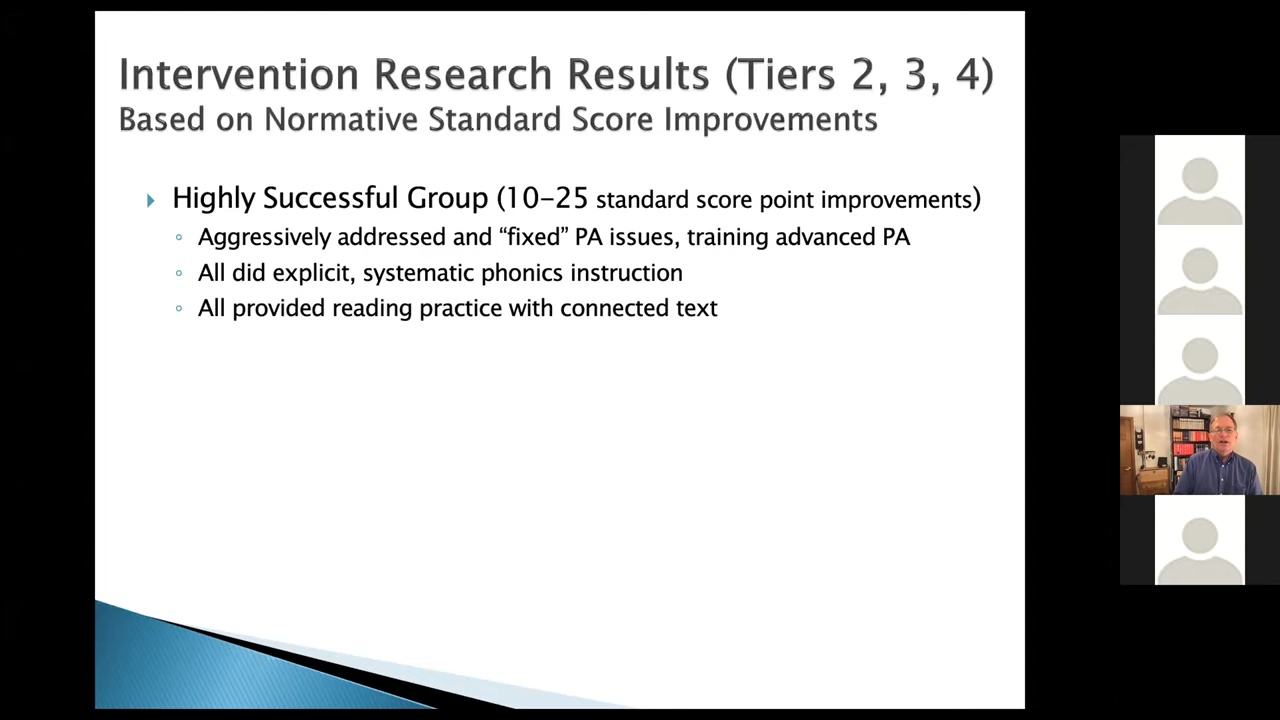 Intervention Research Results (Tiers 2, 3, 4)
Based on Normative Standard Score Improvements
Highly Successful Group (10–25 standard score point improvements)
Aggressively addressed and “fixed” PA issues, training advanced PA
All did explicit, systematic phonics instruction
All provided reading practice with connected text